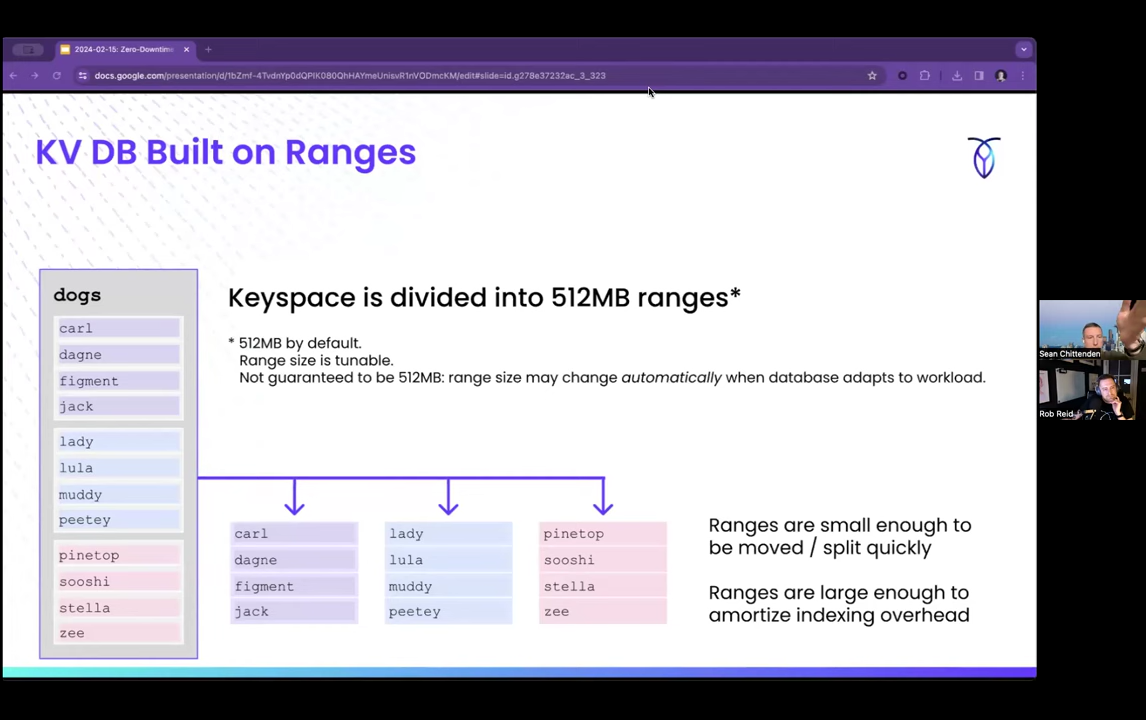 2024-02-15: Zero-Downtim
docs.google.com/presentation/d/1bZmf-4TvdnYp0dQPIK080QhHAYmeUnisvR1nVODmcKM/edit#slide=id.g278e37232ac_3_323
KV DB Built on Ranges
dogs
carl
dagne
figment
jack
lady
lula
muddy
peetey
pinetop
sooshi
stella
zee
Keyspace is divided into 512MB ranges*
* 512MB by default.
Range size is tunable.
Not guaranteed to be 512MB: range size may change automatically when database adapts to workload.
carl
dagne
figment
jack
lady
lula
muddy
peetey
pinetop
sooshi
stella
zee
Ranges are small enough to
be moved / split quickly
Ranges are large enough to
amortize indexing overhead
Sean Chittenden
Rob Reid